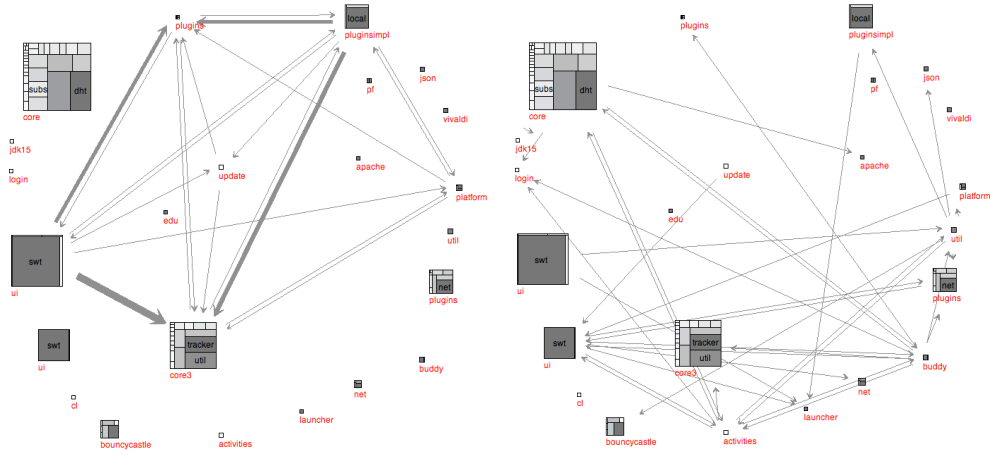 plugins
local
pluginsimpl
json
pf
subs
dht
core
vivaldi
jdk15
apache
login
update
platform
edu
util
swt
ui
net
plugins
swt
ui
tracker
util
core3
buddy
net
cl
launcher
bouncycastle
activities
plugins
local
pluginsimpl
json
pf
subs
dht
core
vivaldi
jdk15
apache
login
update
platform
edu
util
swt
ui
net
plugins
swt
ui
tracker
util
core3
buddy
net
cl
launcher
bouncycastle
activities